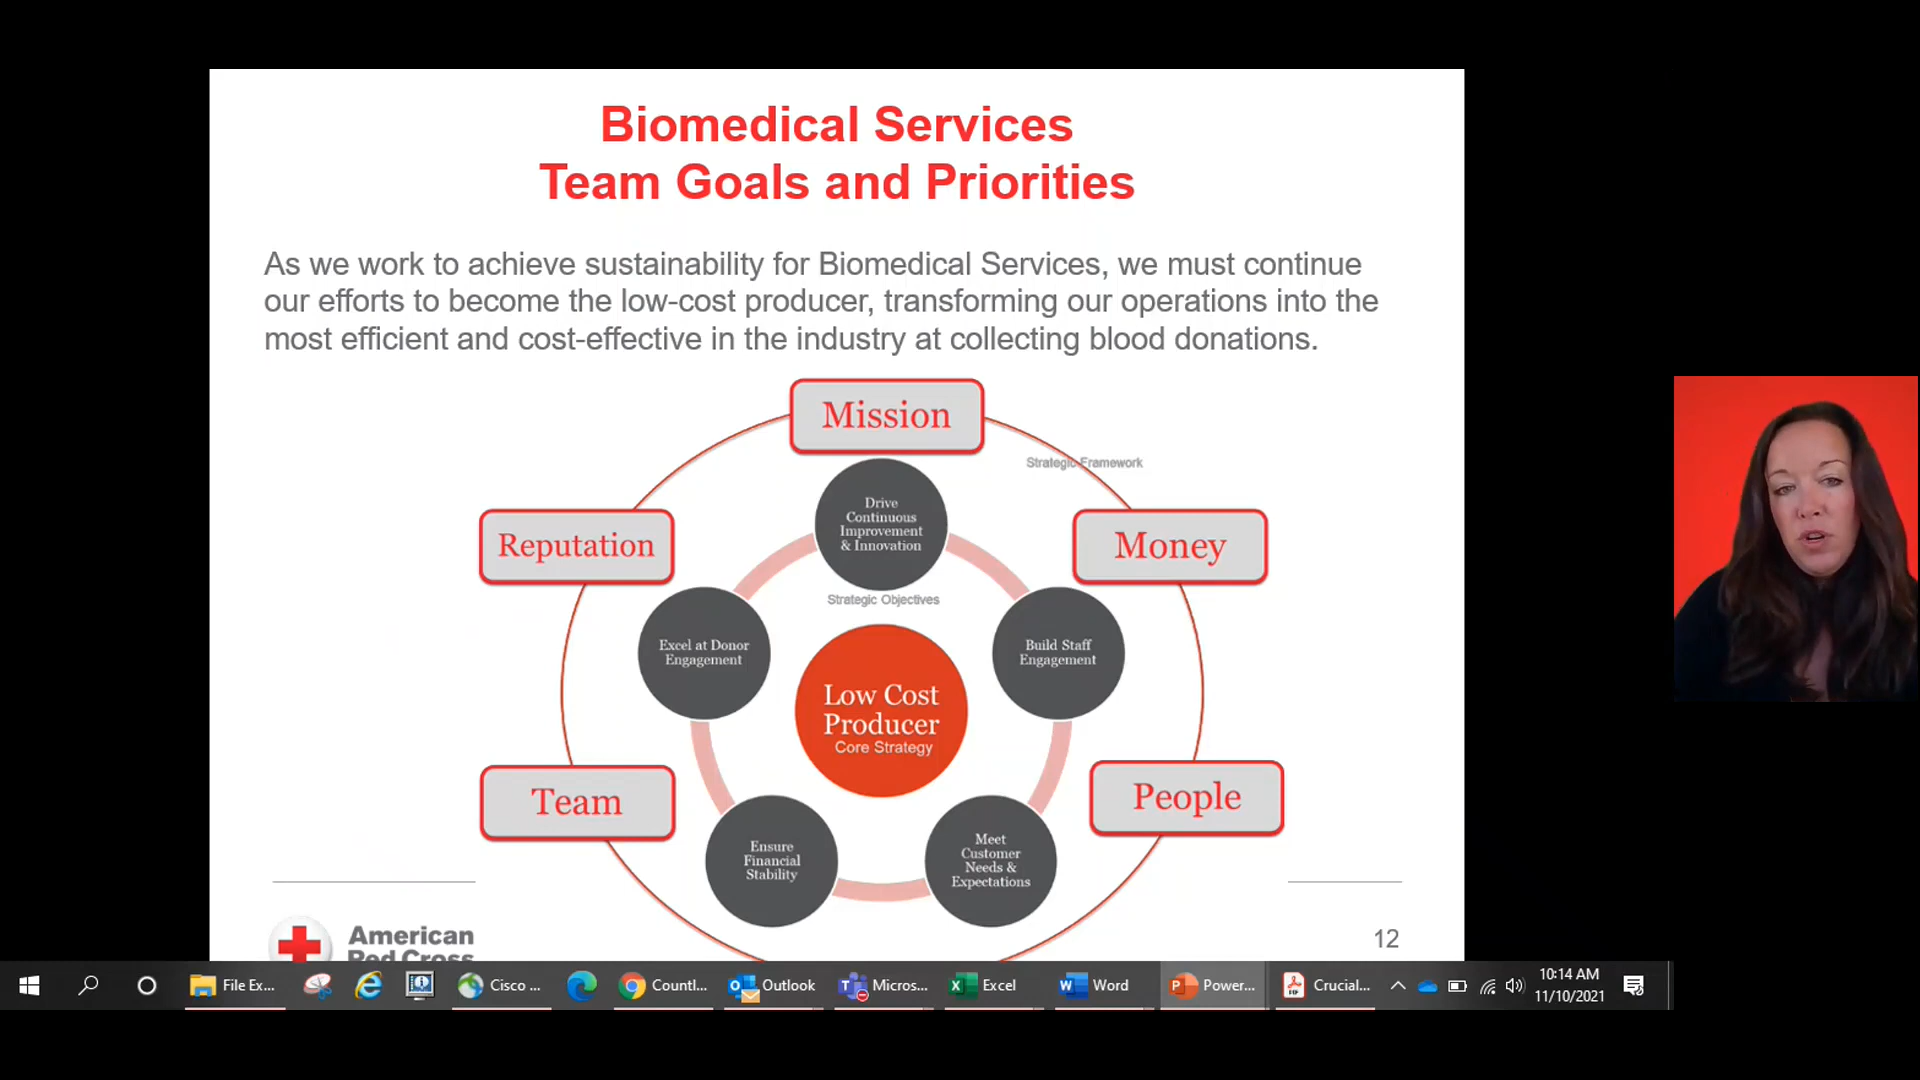 Biomedical Services
Team Goals and Priorities
As we work to achieve sustainability for Biomedical Services, we must continue
our efforts to become the low-cost producer, transforming our operations into the
most efficient and cost-effective in the industry at collecting blood donations.
Mission
Strategic Framework
Drive
Continuous
Improvement
& Innovation
Reputation
Money
Strategic Objectives
Excel at Donor
Engagement
Build Staff
Engagement
Low Cost
Producer
Core Strategy
Team
People
Ensure
Financial
Stability
Meet
Customer
Needs &
Expectations
American
Red Cross
12
File Ex...
Cisco ...
Countl...
Outlook
Micros...
Excel
Word
Power...
Crucial...
10:14 AM
11/10/2021